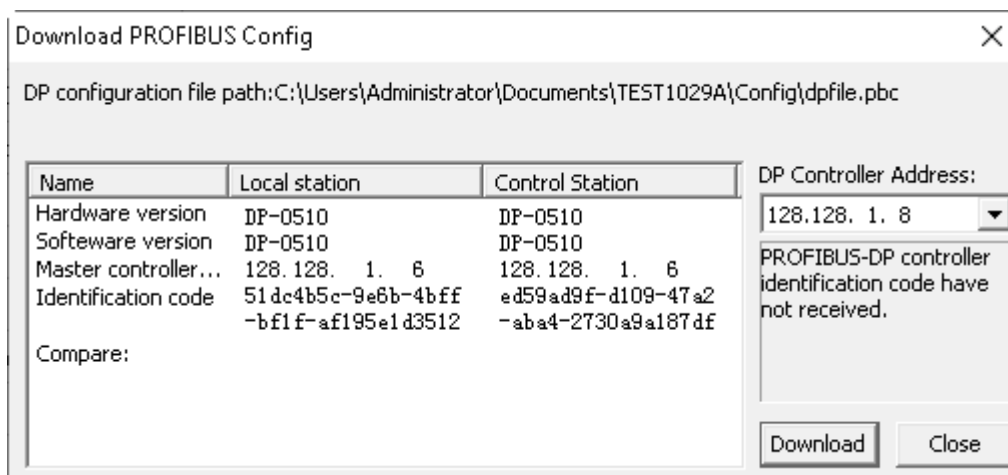 Download PROFIBUS Config
DP configuration file path:C:\Users\Administrator\Documents\TEST1029A\Config\dpfile.pbc
Name Local station Control Station
Hardware version DP-0510 DP-0510
Softeware version DP-0510 DP-0510
Master controller... 128.128. 1. 6 128.128. 1. 6
Identification code 51dc4b5c-9e6b-4bff ed59ad9f-d109-47a2
-bf1f-af195e1d3512 -aba4-2730a9a187df
Compare:
DP Controller Address:
128.128. 1. 8
PROFIBUS-DP controller
identification code have
not received.
Download Close